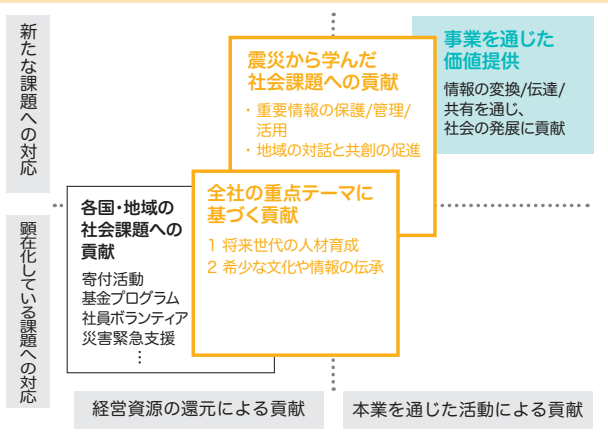 新たな課題への対応
震災から学んだ
社会課題への貢献
・重要情報の保護/管理/
活用
・地域の対話と共創の促進
事業を通じた
価値提供
情報の変換/伝達/
共有を通じ、
社会の発展に貢献
顕在化している課題への対応
各国・地域の
社会課題への
貢献
寄付活動
基金プログラム
社員ボランティア
災害緊急支援
⋮
全社の重点テーマに
基づく貢献
1 将来世代の人材育成
2 希少な文化や情報の伝承
経営資源の還元による貢献
本業を通じた活動による貢献